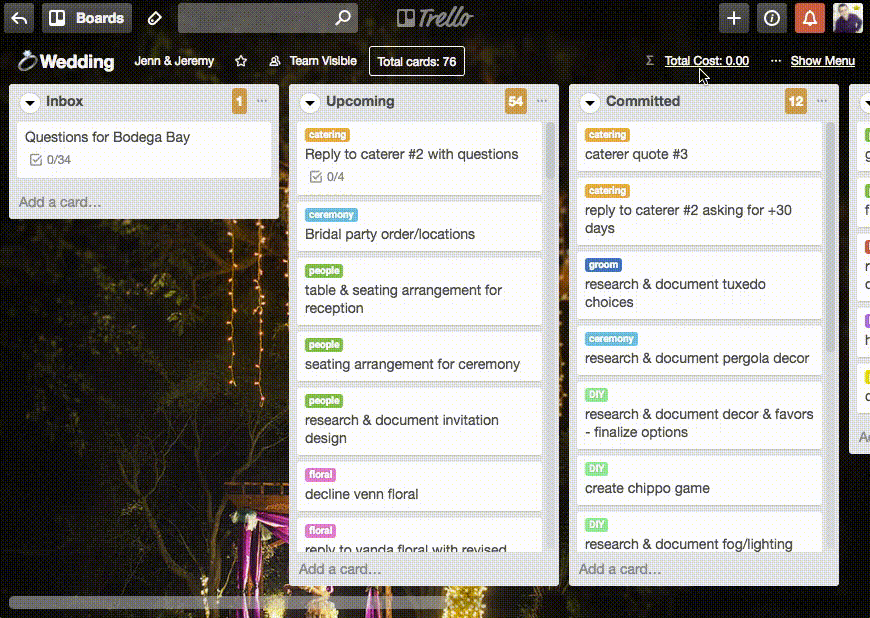 Boards
Trello
Wedding
Jenn & Jeremy
Team Visible
Total cards: 76
Σ Total Cost: 0.00
... Show Menu
Inbox
1
...
Questions for Bodega Bay
0/34
Add a card...
Upcoming
54
...
catering
Reply to caterer #2 with questions
0/4
ceremony
Bridal party order/locations
people
table & seating arrangement for
reception
people
seating arrangement for ceremony
people
research & document invitation
design
floral
decline venn floral
floral
reply to vanda floral with revised
Add a card...
Committed
12
...
catering
caterer quote #3
catering
reply to caterer #2 asking for +30
days
groom
research & document tuxedo
choices
ceremony
research & document pergola decor
DIY
research & document decor & favors
- finalize options
DIY
create chippo game
DIY
research & document fog/lighting
Add a card...